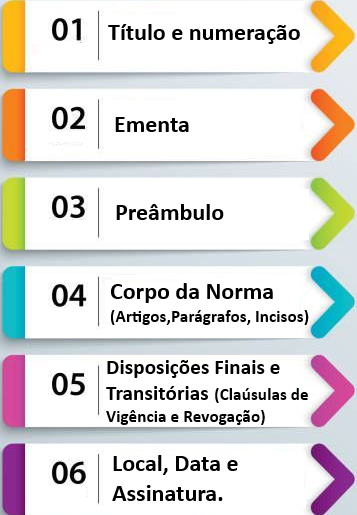 01 Título e numeração
02 Ementa
03 Preâmbulo
04 Corpo da Norma
(Artigos,Parágrafos, Incisos)
05 Disposições Finais e
Transitórias (Claúsulas de
Vigência e Revogação)
06 Local, Data e
Assinatura.